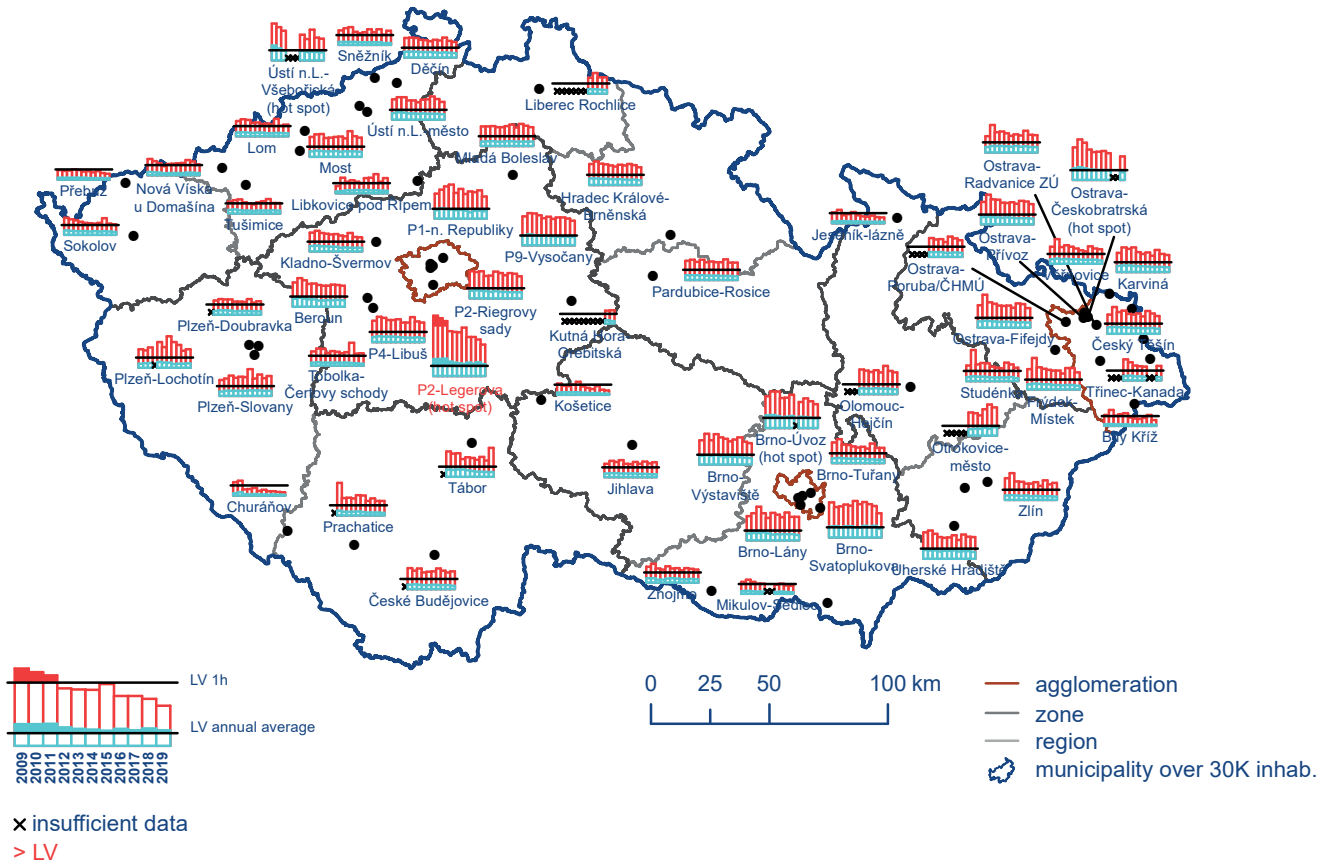 Sněžník
Děčín
Ústí n.L.-
Všebořická
(hot spot)
Liberec Rochlice
Ústí n.L.-město
Lom
Most
Mladá Boleslav
Přebuz
Nová Víska
u Domašína
Tušimice
Libkovice pod Řípem
Hradec Králové-
Brněnská
Sokolov
P1-n. Republiky
P9-Vysočany
Kladno-Švermov
Jeseník-lázně
Ostrava-
Radvanice ZÚ
Ostrava-
Českobratrská
(hot spot)
Ostrava-
Přívoz
Ostrava-
Poruba/ČHMÚ
Věřňovice
Karviná
Pardubice-Rosice
Plzeň-Doubravka
Beroun
P2-Riegrovy
sady
P4-Libuš
Kutná Hora-
Orebitská
Ostrava-Fifejdy
Český Těšín
Plzeň-Lochotín
Tobolka-
Čertovy schody
Plzeň-Slovany
P2-Legerova
(hot spot)
Košetice
Studénka
Frýdek-
Místek
Třinec-Kanada
Bílý Kříž
Olomouc-
Hejčín
Brno-Úvoz
(hot spot)
Otrokovice-
město
Brno-
Výstaviště
Brno-Tuřany
Churáňov
Tábor
Jihlava
Prachatice
Zlín
Brno-Lány
Brno-
Svatoplukova
Uherské Hradiště
České Budějovice
Znojmo
Mikulov-Sedlec
LV 1h
LV annual average
2009
2010
2011
2012
2013
2014
2015
2016
2017
2018
2019
insufficient data
> LV
0 25 50 100 km
agglomeration
zone
region
municipality over 30K inhab.